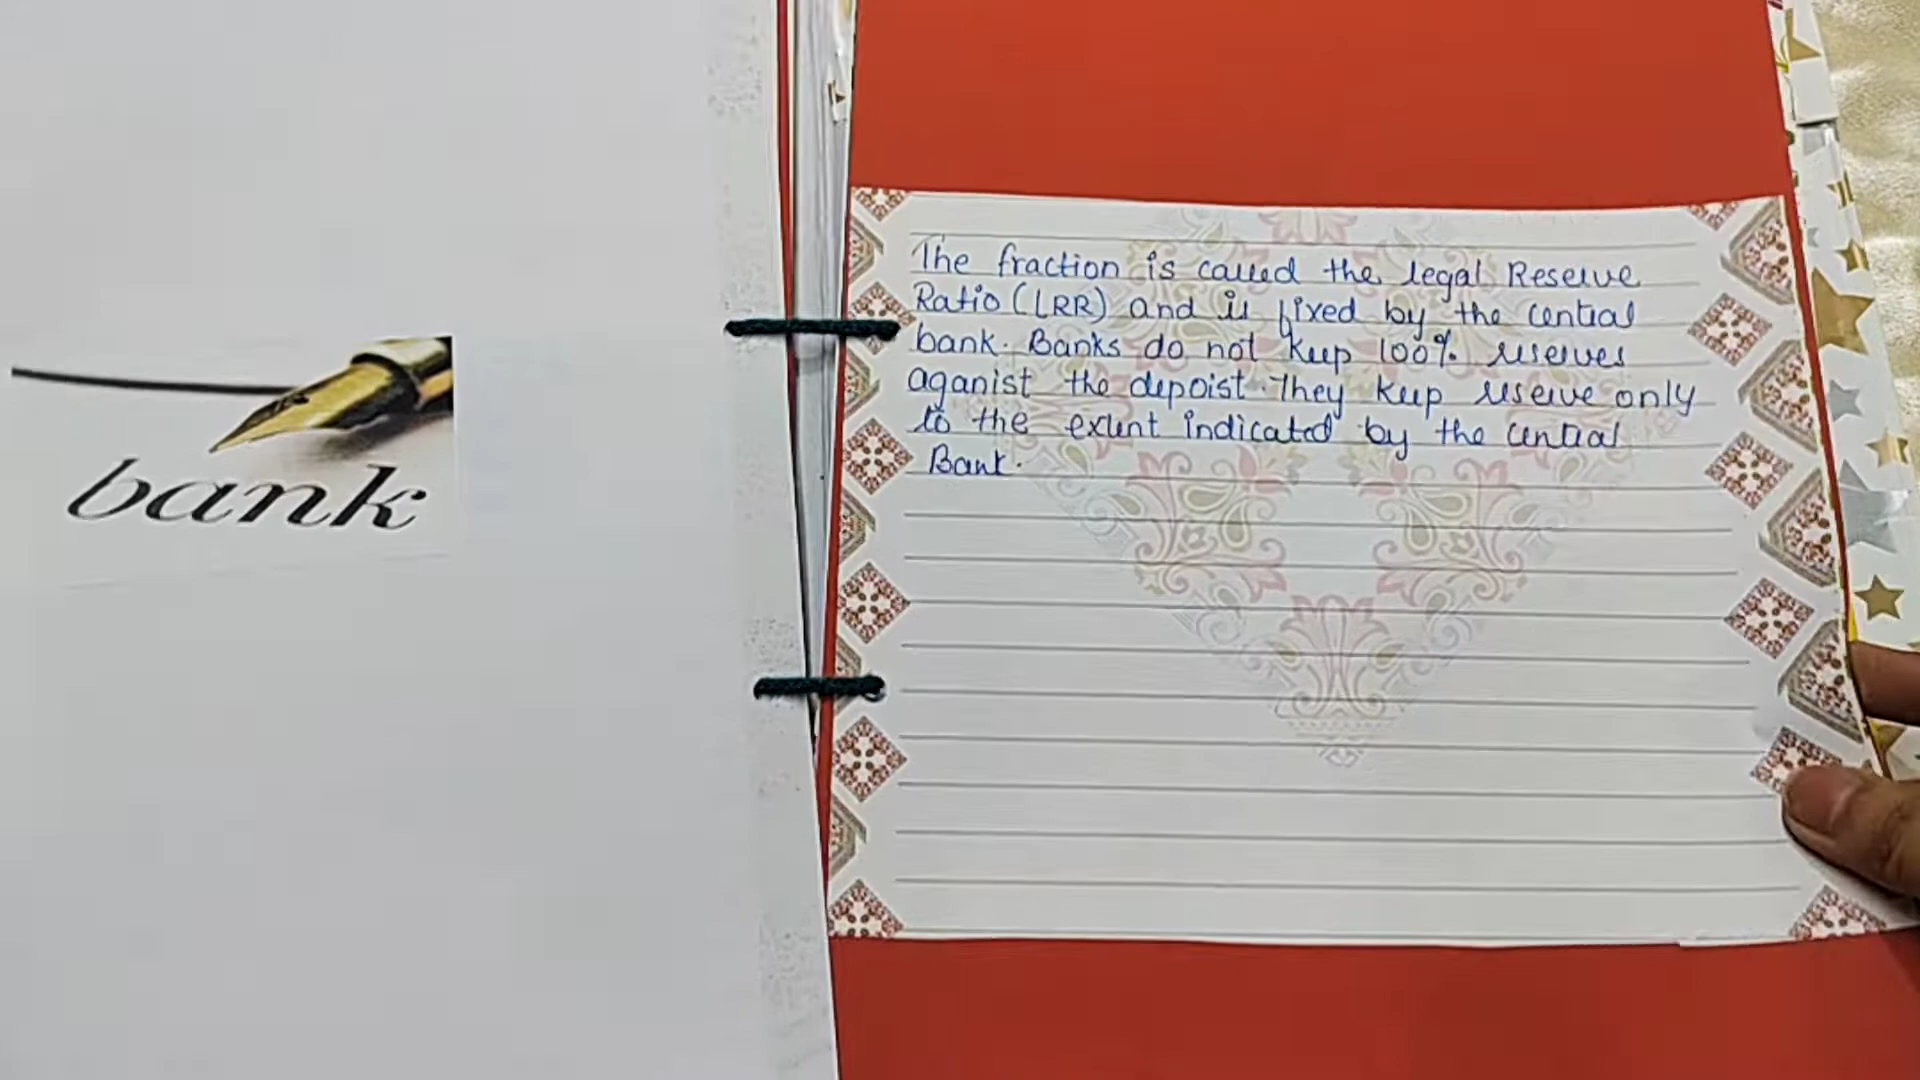 bank
The fraction is called the legal Reserve
Ratio (LRR) and is fixed by the central
bank. Banks do not keep 100% reserves
aganist the depoist. They keep reserve only
to the extent indicated by the central
Bank.